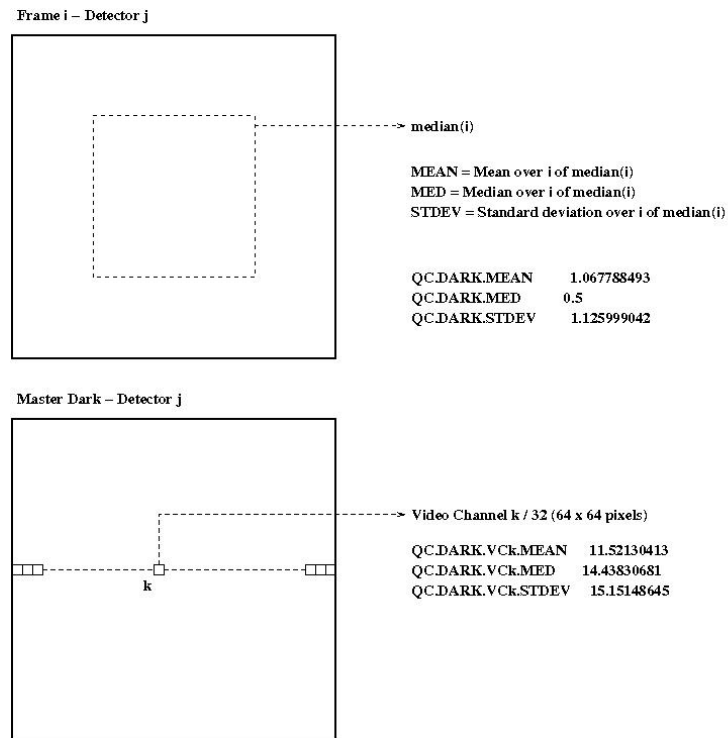 Frame i – Detector j
median(i)
MEAN = Mean over i of median(i)
MED = Median over i of median(i)
STDEV = Standard deviation over i of median(i)
QC.DARK.MEAN 1.067788493
QC.DARK.MED 0.5
QC.DARK.STDEV 1.125999042
Master Dark – Detector j
Video Channel k / 32 (64 x 64 pixels)
QC.DARK.VCk.MEAN 11.52130413
QC.DARK.VCk.MED 14.43830681
QC.DARK.VCk.STDEV 15.15148645
k